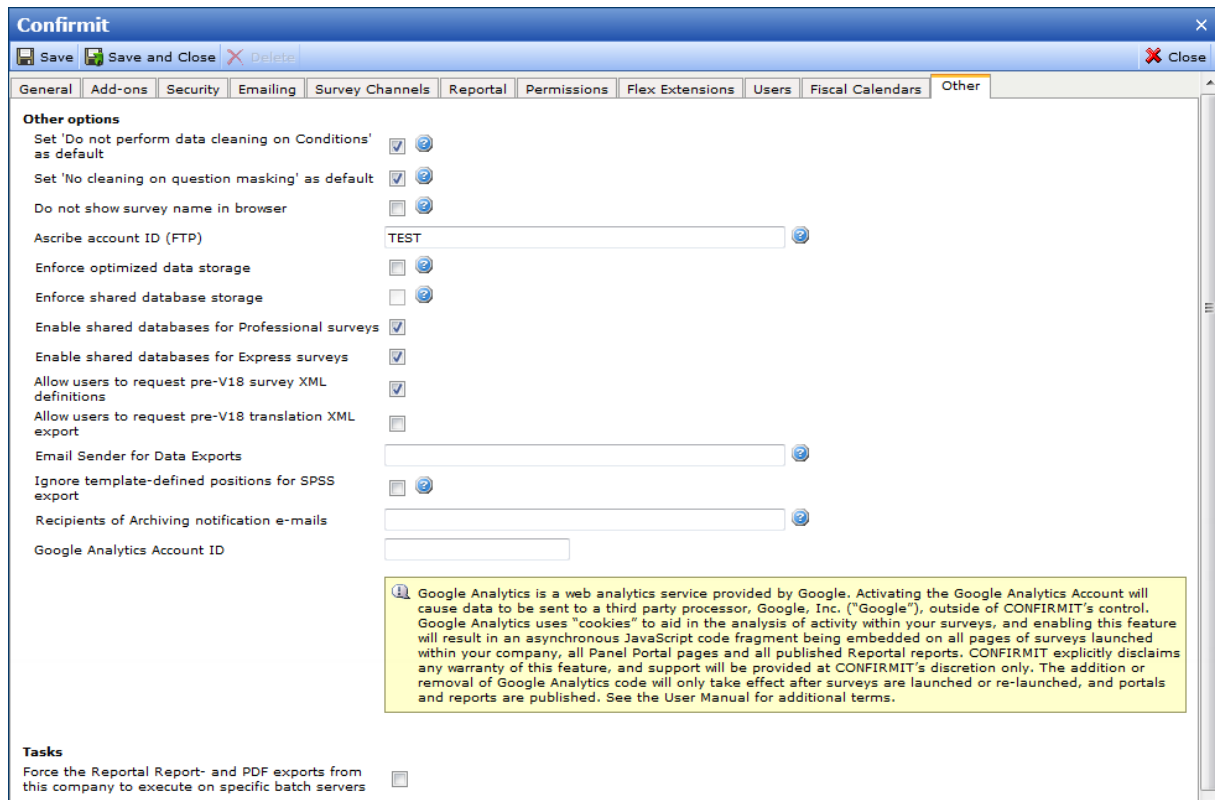 Confirmit
Save Save and Close Delete Close
General Add-ons Security Emailing Survey Channels Reportal Permissions Flex Extensions Users Fiscal Calendars Other
Other options
Set 'Do not perform data cleaning on Conditions'
as default
Set 'No cleaning on question masking' as default
Do not show survey name in browser
Ascribe account ID (FTP) TEST
Enforce optimized data storage
Enforce shared database storage
Enable shared databases for Professional surveys
Enable shared databases for Express surveys
Allow users to request pre-V18 survey XML
definitions
Allow users to request pre-V18 translation XML
export
Email Sender for Data Exports
Ignore template-defined positions for SPSS
export
Recipients of Archiving notification e-mails
Google Analytics Account ID
Google Analytics is a web analytics service provided by Google. Activating the Google Analytics Account will
cause data to be sent to a third party processor, Google, Inc. (“Google”), outside of CONFIRMIT’s control.
Google Analytics uses “cookies” to aid in the analysis of activity within your surveys, and enabling this feature
will result in an asynchronous JavaScript code fragment being embedded on all pages of surveys launched
within your company, all Panel Portal pages and all published Reportal reports. CONFIRMIT explicitly disclaims
any warranty of this feature, and support will be provided at CONFIRMIT’s discretion only. The addition or
removal of Google Analytics code will only take effect after surveys are launched or re-launched, and portals
and reports are published. See the User Manual for additional terms.
Tasks
Force the Reportal Report- and PDF exports from
this company to execute on specific batch servers